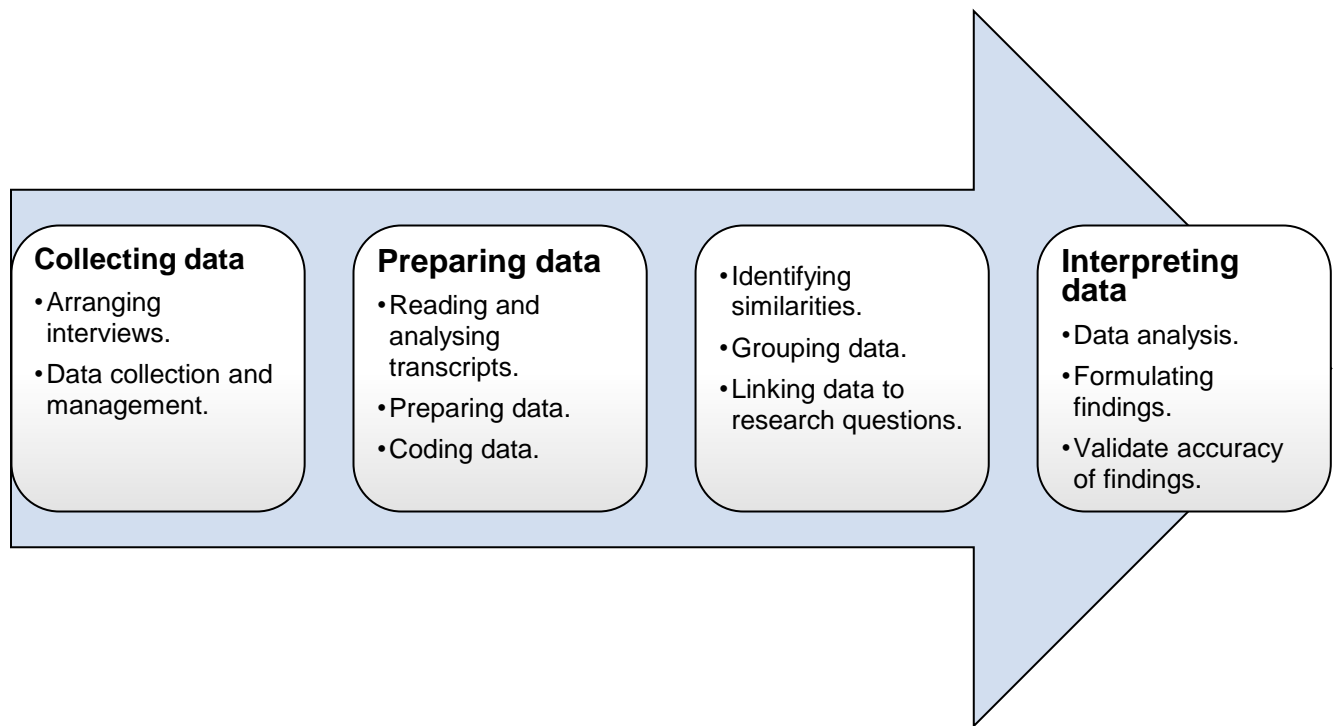 Collecting data
•Arranging
interviews.
•Data collection and
management.
Preparing data
•Reading and
analysing
transcripts.
•Preparing data.
•Coding data.
•Identifying
similarities.
•Grouping data.
•Linking data to
research questions.
Interpreting
data
•Data analysis.
•Formulating
findings.
•Validate accuracy
of findings.